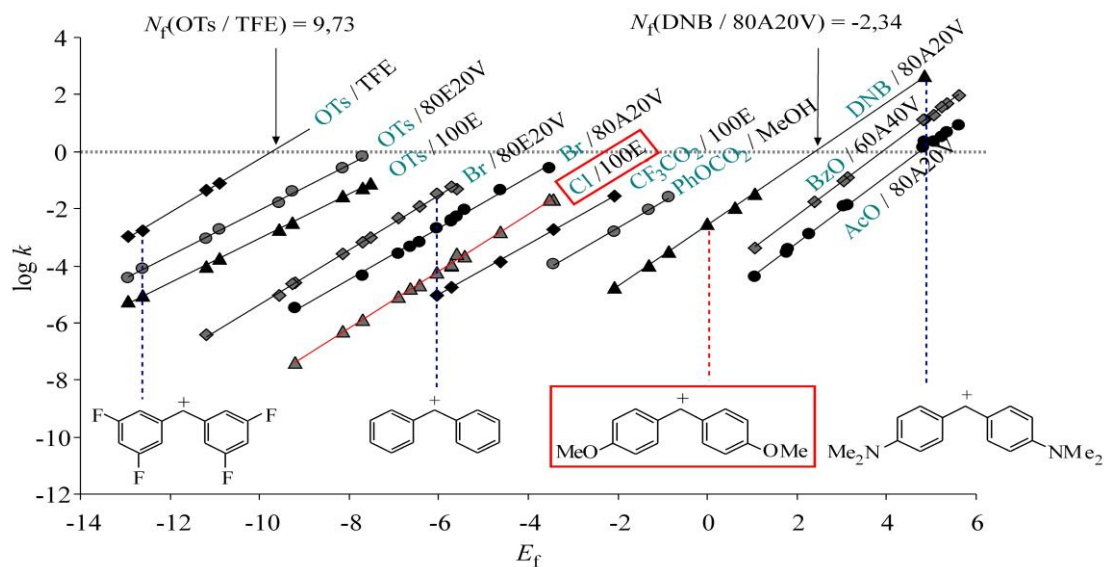 N_f(OTs / TFE) = 9,73
N_f(DNB / 80A20V) = -2,34
OTs / TFE
OTs / 80E20V
OTs / 100E
Br / 80E20V
Br / 80A20V
Cl / 100E
CF3CO2 / 100E
PhOCO2 / MeOH
DNB / 80A20V
BzO / 60A40V
AcO / 80A20V
log k
4
2
0
-2
-4
-6
-8
-10
-12
+
F
F
F
F
+
+
MeO
OMe
+
Me2N
NMe2
-14
-12
-10
-8
-6
-4
-2
0
2
4
6
E_f